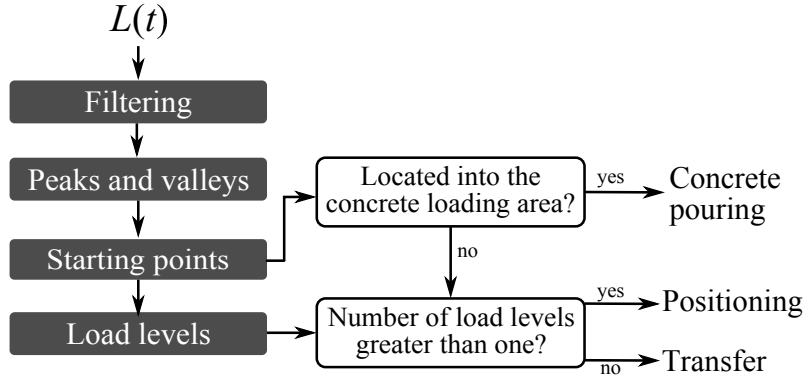 L(t)
Filtering
Peaks and valleys
Starting points
Load levels
Located into the
concrete loading area?
yes
Concrete
pouring
no
Number of load levels
greater than one?
yes
Positioning
no
Transfer